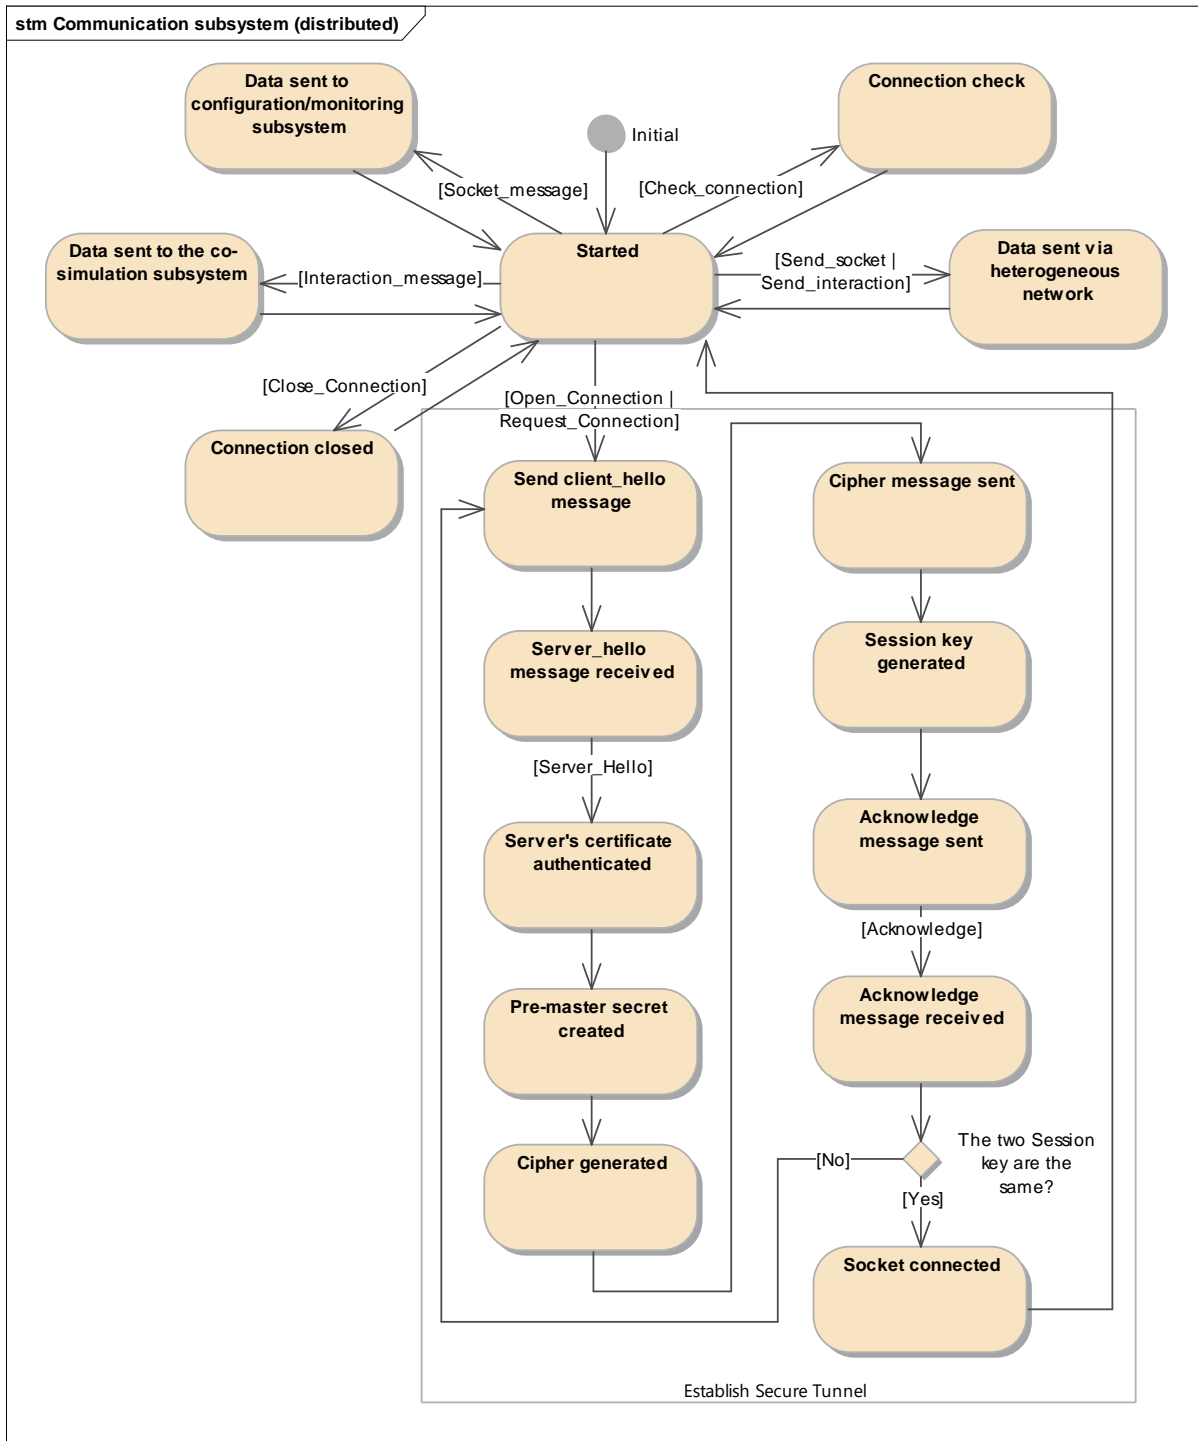 stm Communication subsystem (distributed)
Data sent to
configuration/monitoring
subsystem
Connection check
Initial
[Socket_message]
[Check_connection]
Data sent to the co-
simulation subsystem
Started
Data sent via
heterogeneous
network
[Interaction_message]
[Send_socket |
Send_interaction]
[Close_Connection]
[Open_Connection |
Request_Connection]
Connection closed
Send client_hello
message
Cipher message sent
Server_hello
message received
Session key
generated
[Server_Hello]
Server's certificate
authenticated
Acknowledge
message sent
[Acknowledge]
Pre-master secret
created
Acknowledge
message received
Cipher generated
[No]
The two Session
key are the
same?
[Yes]
Socket connected
Establish Secure Tunnel